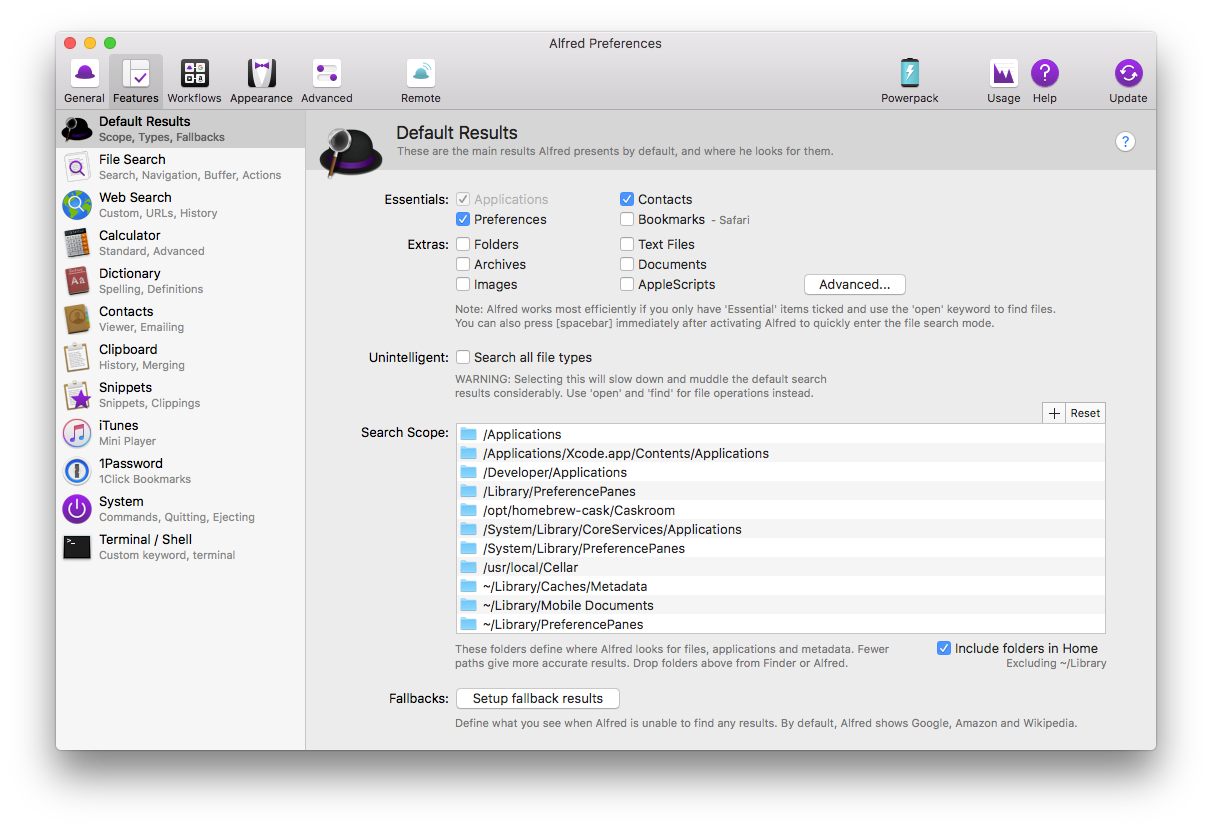 Alfred Preferences
General Features Workflows Appearance Advanced Remote Powerpack Usage Help Update
Default Results
Scope, Types, Fallbacks
File Search
Search, Navigation, Buffer, Actions
Web Search
Custom, URLs, History
Calculator
Standard, Advanced
Dictionary
Spelling, Definitions
Contacts
Viewer, Emailing
Clipboard
History, Merging
Snippets
Snippets, Clippings
iTunes
Mini Player
1Password
1Click Bookmarks
System
Commands, Quitting, Ejecting
Terminal / Shell
Custom keyword, terminal
Default Results
These are the main results Alfred presents by default, and where he looks for them.
?
Essentials: Applications Contacts
Preferences Bookmarks - Safari
Extras: Folders Text Files
Archives Documents
Images AppleScripts Advanced...
Note: Alfred works most efficiently if you only have 'Essential' items ticked and use the 'open' keyword to find files.
You can also press [spacebar] immediately after activating Alfred to quickly enter the file search mode.
Unintelligent: Search all file types
WARNING: Selecting this will slow down and muddle the default search
results considerably. Use 'open' and 'find' for file operations instead.
+ Reset
Search Scope: /Applications
/Applications/Xcode.app/Contents/Applications
/Developer/Applications
/Library/PreferencePanes
/opt/homebrew-cask/Caskroom
/System/Library/CoreServices/Applications
/System/Library/PreferencePanes
/usr/local/Cellar
~/Library/Caches/Metadata
~/Library/Mobile Documents
~/Library/PreferencePanes
These folders define where Alfred looks for files, applications and metadata. Fewer
paths give more accurate results. Drop folders above from Finder or Alfred.
Include folders in Home
Excluding ~/Library
Fallbacks: Setup fallback results
Define what you see when Alfred is unable to find any results. By default, Alfred shows Google, Amazon and Wikipedia.